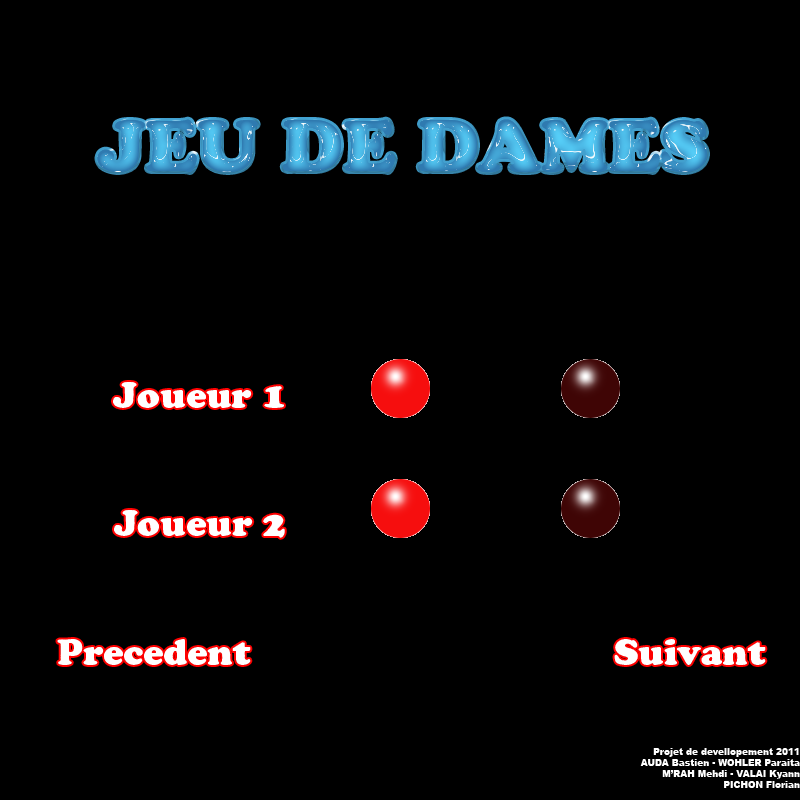 JEU DE DAMES
Joueur 1
Joueur 2
Precedent
Suivant
Projet de devellopement 2011
AUDA Bastien - WOHLER Paraita
M'RAH Mehdi - VALAI Kyann
PICHON Florian